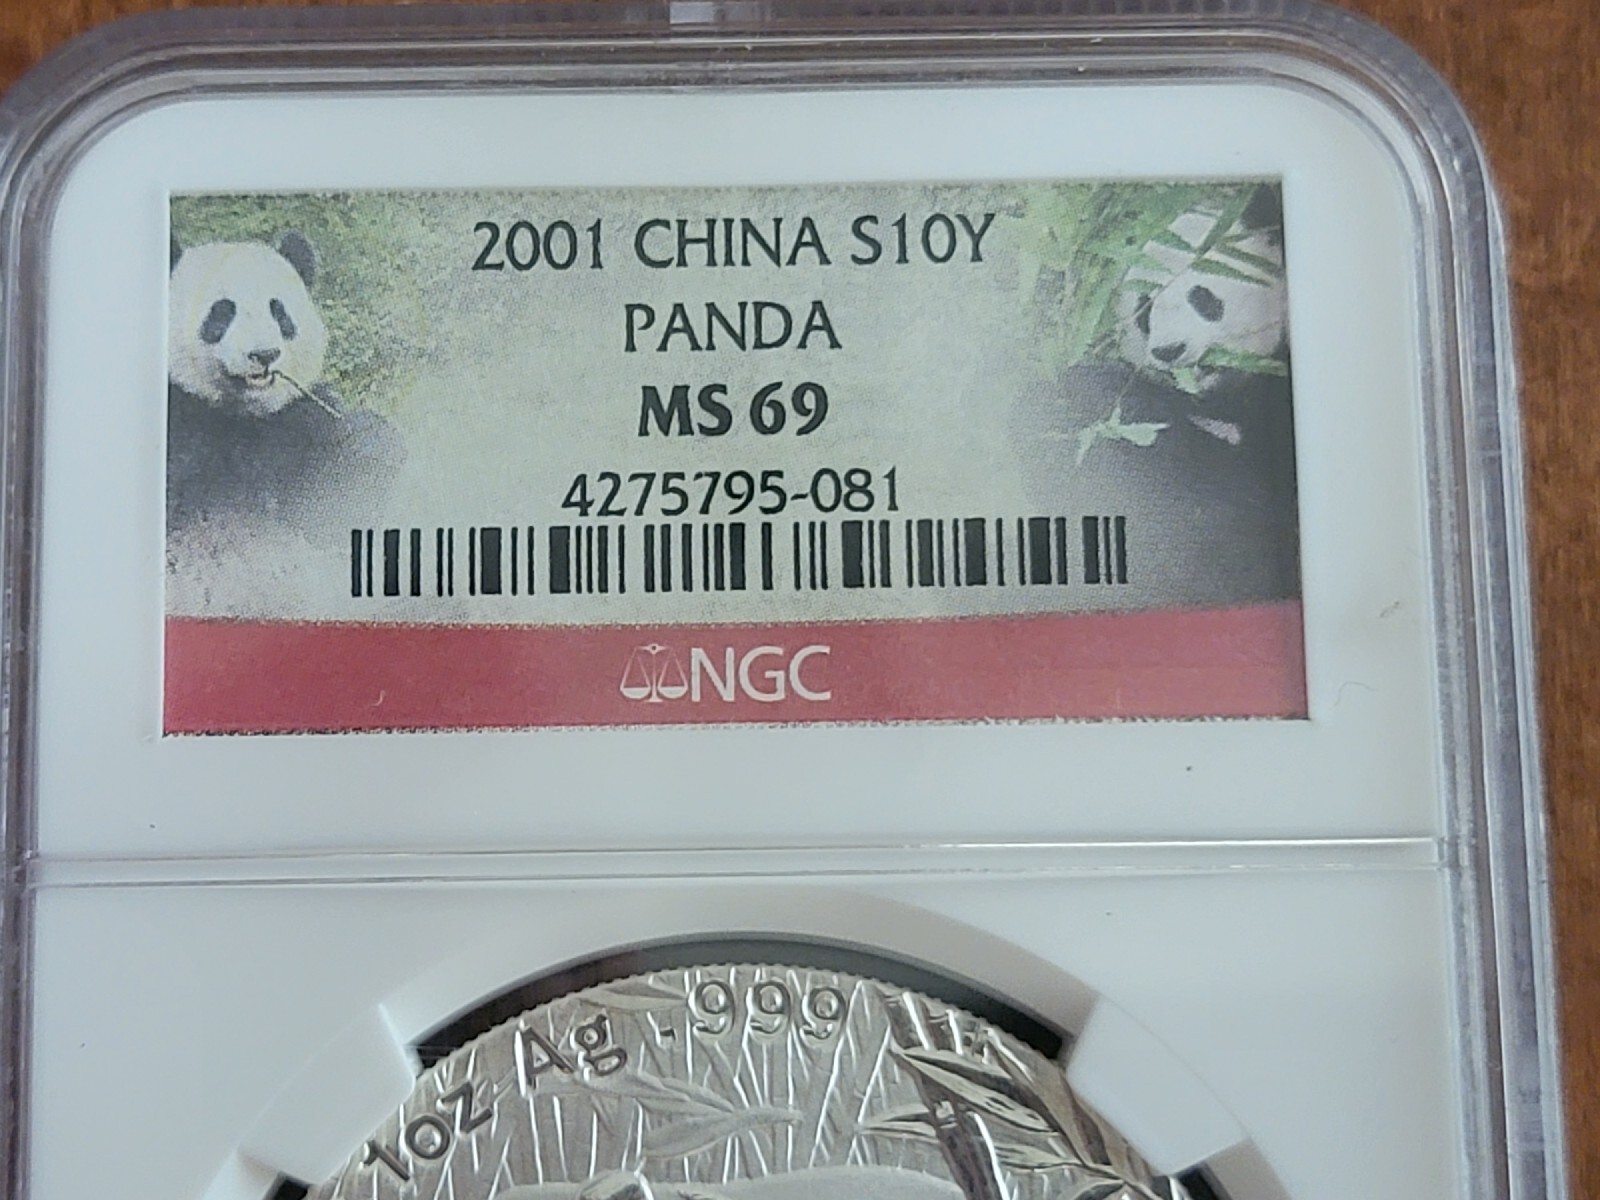 2001 CHINA S10Y
PANDA
MS 69
4275795-081
NGC
1oz Ag .999